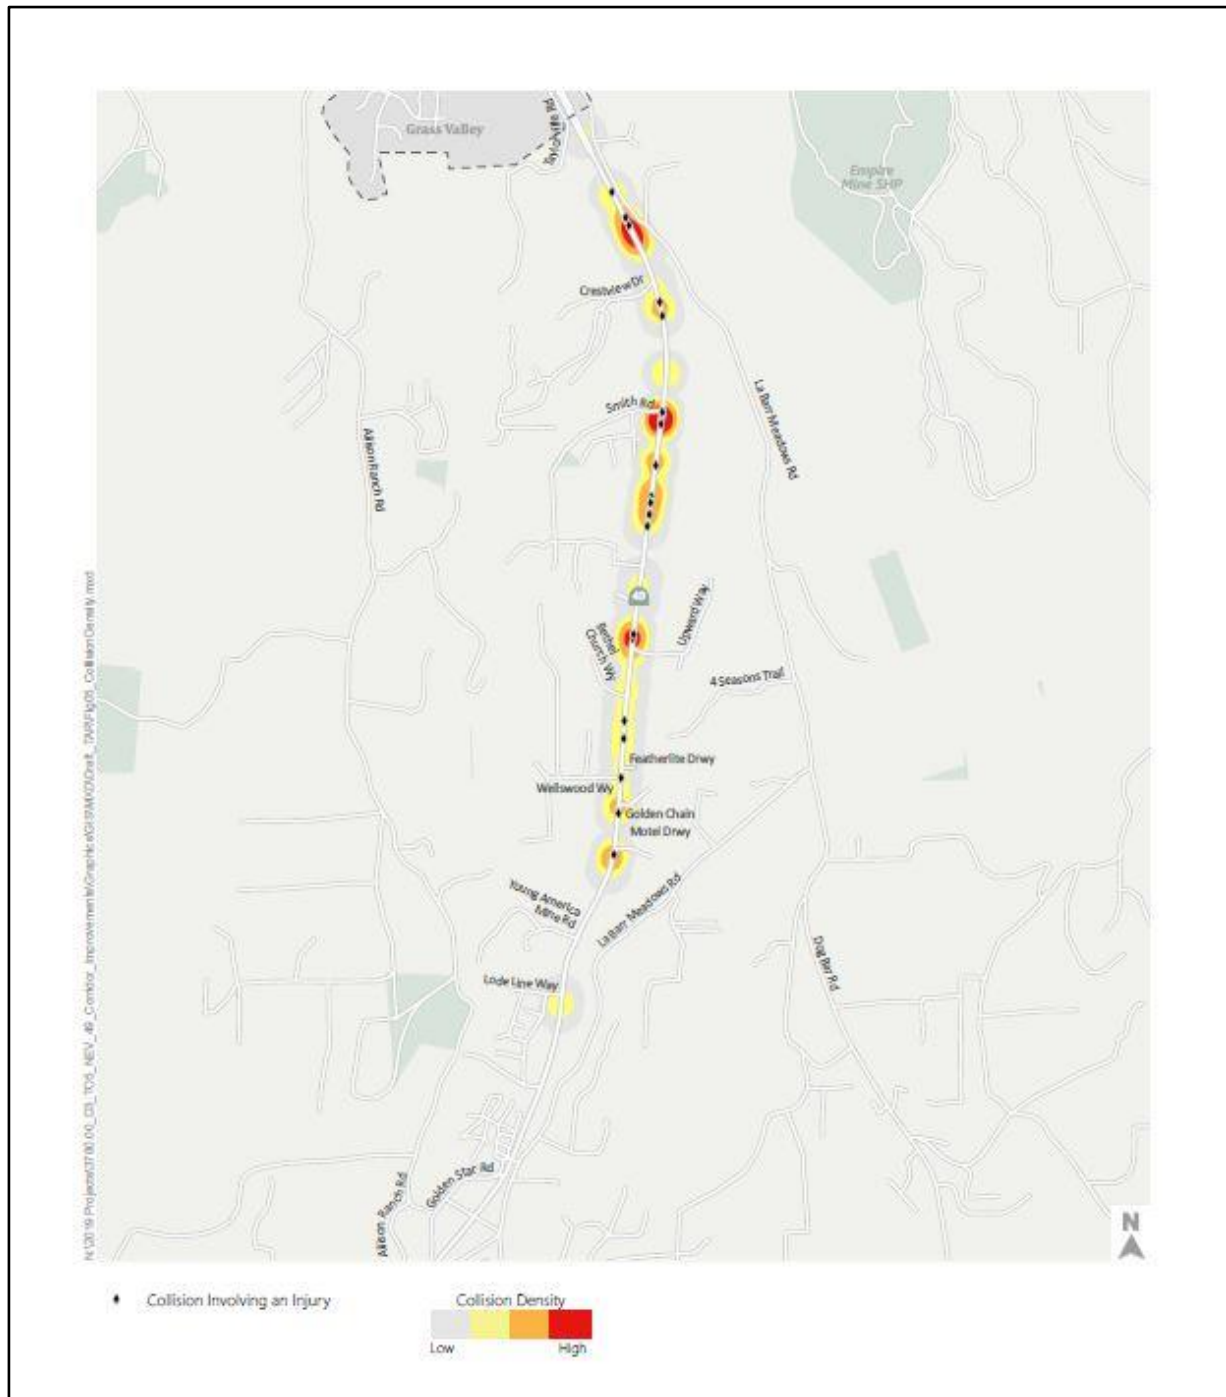 Grass Valley
Empire
Mine SHP
Crestview Dr
Smith Rd
La Barr Meadows Rd
Allison Ranch Rd
49
Upward Way
Bethel
Church Wy
4 Seasons Trail
Featherlite Drwy
Wellswood Wy
Golden Chain
Motel Drwy
Young America
Mine Rd
La Barr Meadows Rd
Dog Bar Rd
Lode Line Way
Golden Star Rd
Allison Ranch Rd
N
Collision Involving an Injury
Collision Density
Low
High